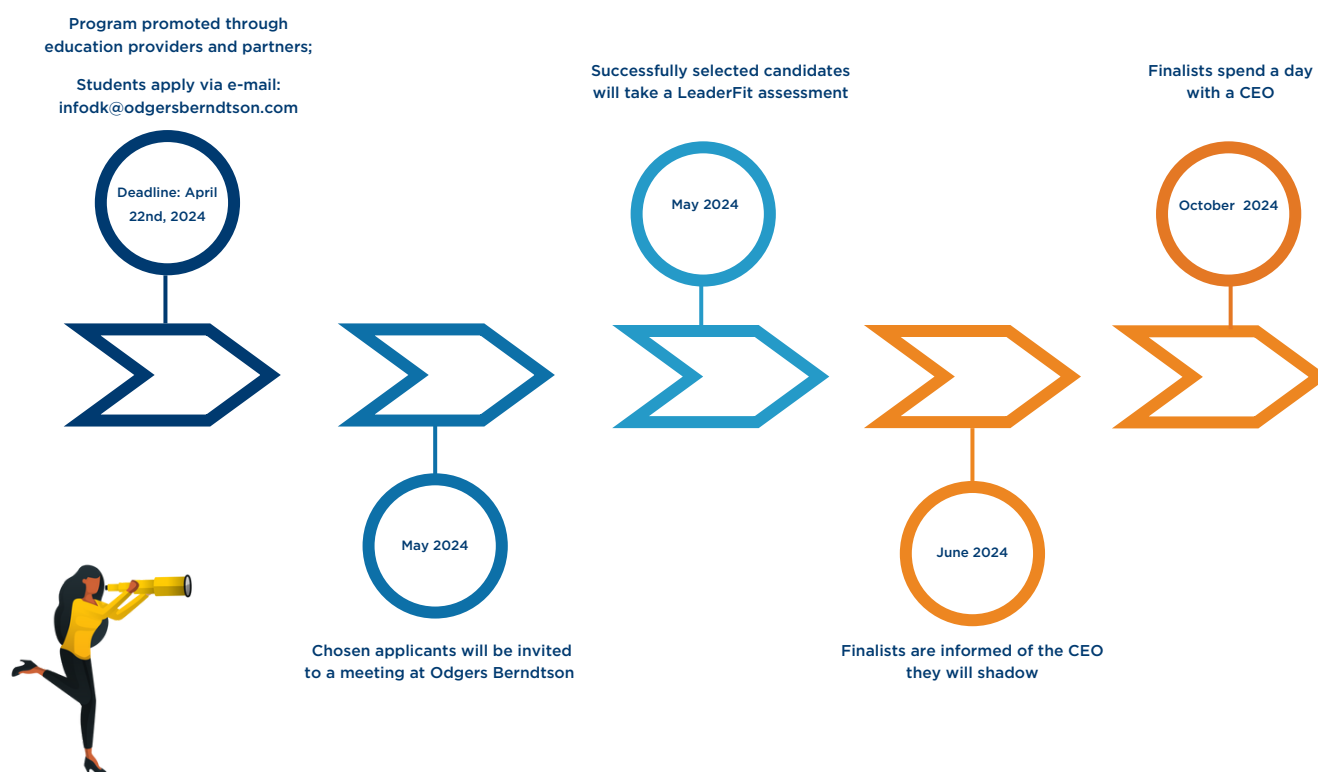 Program promoted through
education providers and partners;
Students apply via e-mail:
infodk@odgersberndtson.com
Deadline: April
22nd, 2024
May 2024
Chosen applicants will be invited
to a meeting at Odgers Berndtson
Successfully selected candidates
will take a LeaderFit assessment
May 2024
June 2024
Finalists are informed of the CEO
they will shadow
Finalists spend a day
with a CEO
October 2024